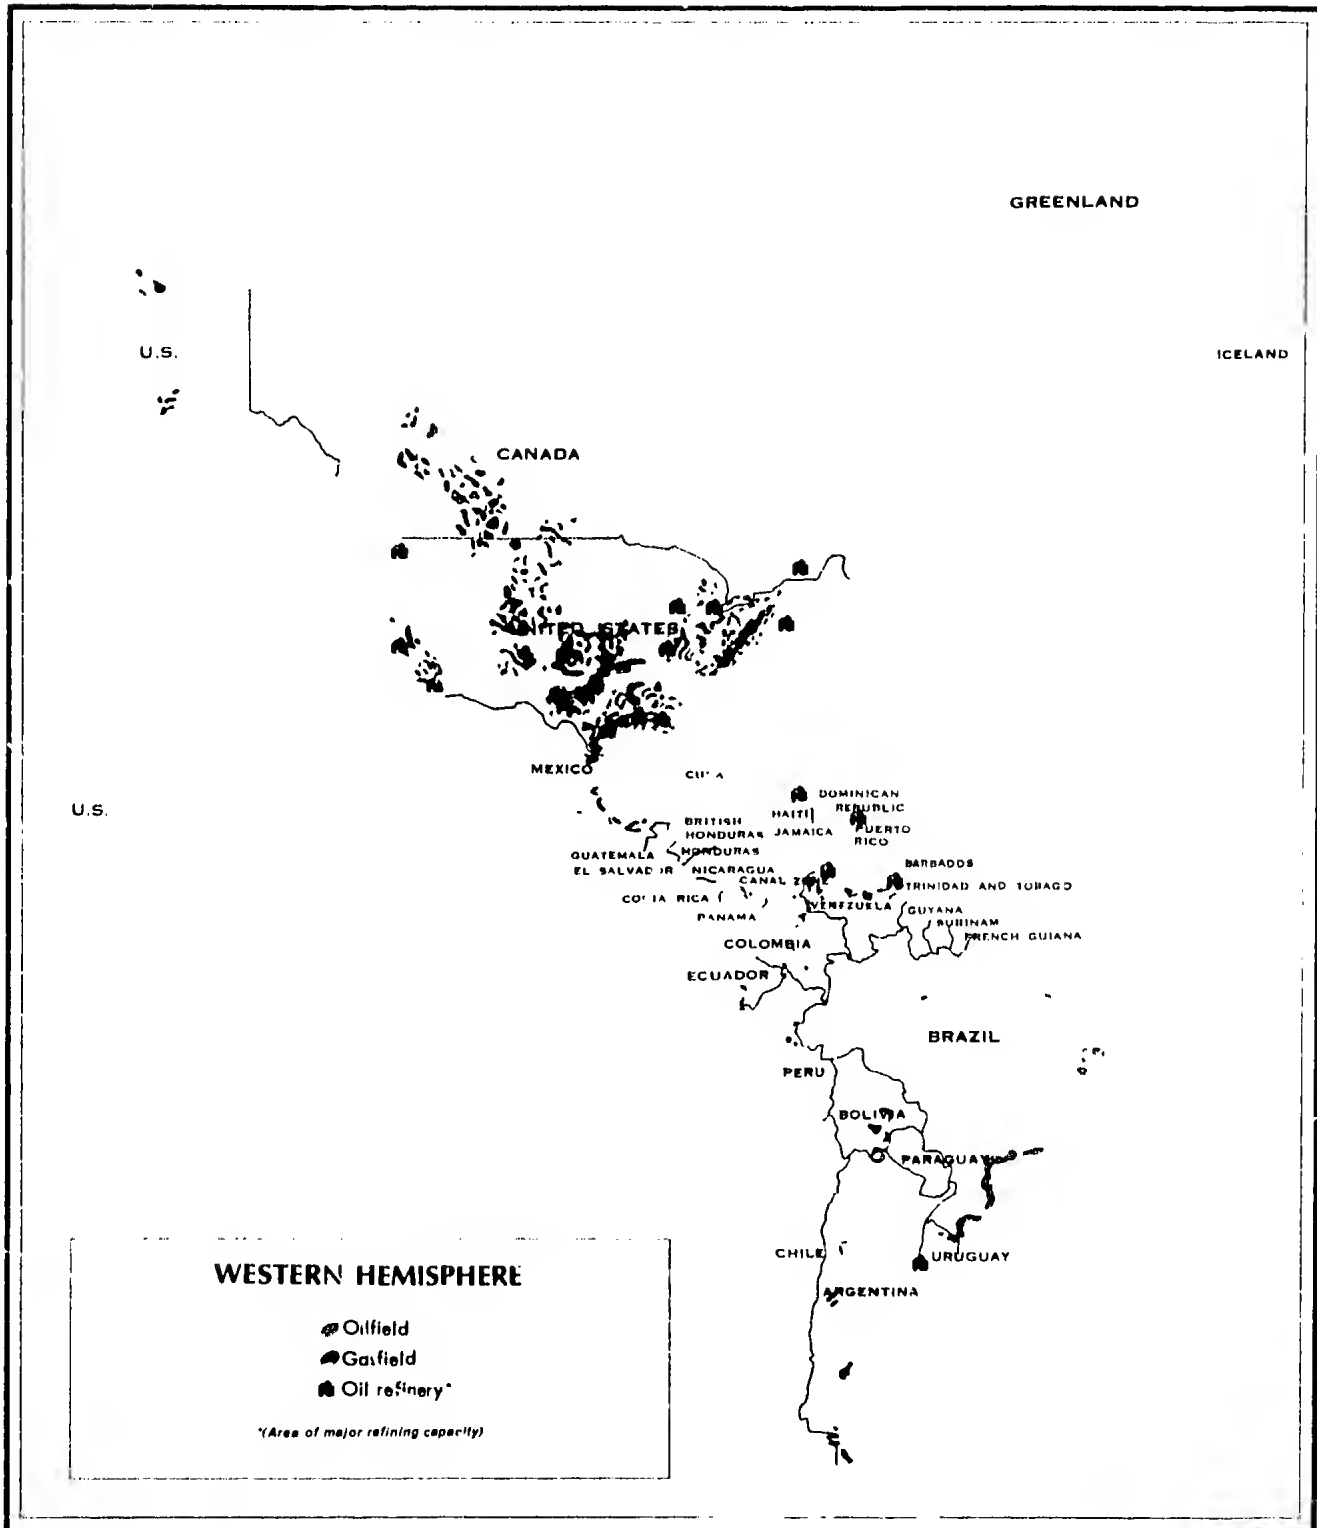 GREENLAND
U.S.
ICELAND
CANADA
UNITED STATES
MEXICO
U.S.
DOMINICAN
REPUBLIC
HAITI
BRITISH
HONDURAS
JAMAICA
PUERTO
RICO
HONDURAS
GUATEMALA
EL SALVADOR
NICARAGUA
BARBADOS
CANAL
TRINIDAD AND TOBAGO
RICA
VENEZUELA
GUYANA
PANAMA
SURINAM
FRENCH GUIANA
COLOMBIA
ECUADOR
BRAZIL
PERU
BOLIVIA
PARAGUAY
CHILE
URUGUAY
ARGENTINA
WESTERN HEMISPHERE
Oilfield
Gasfield
Oil refinery*
*(Area of major refining capacity)